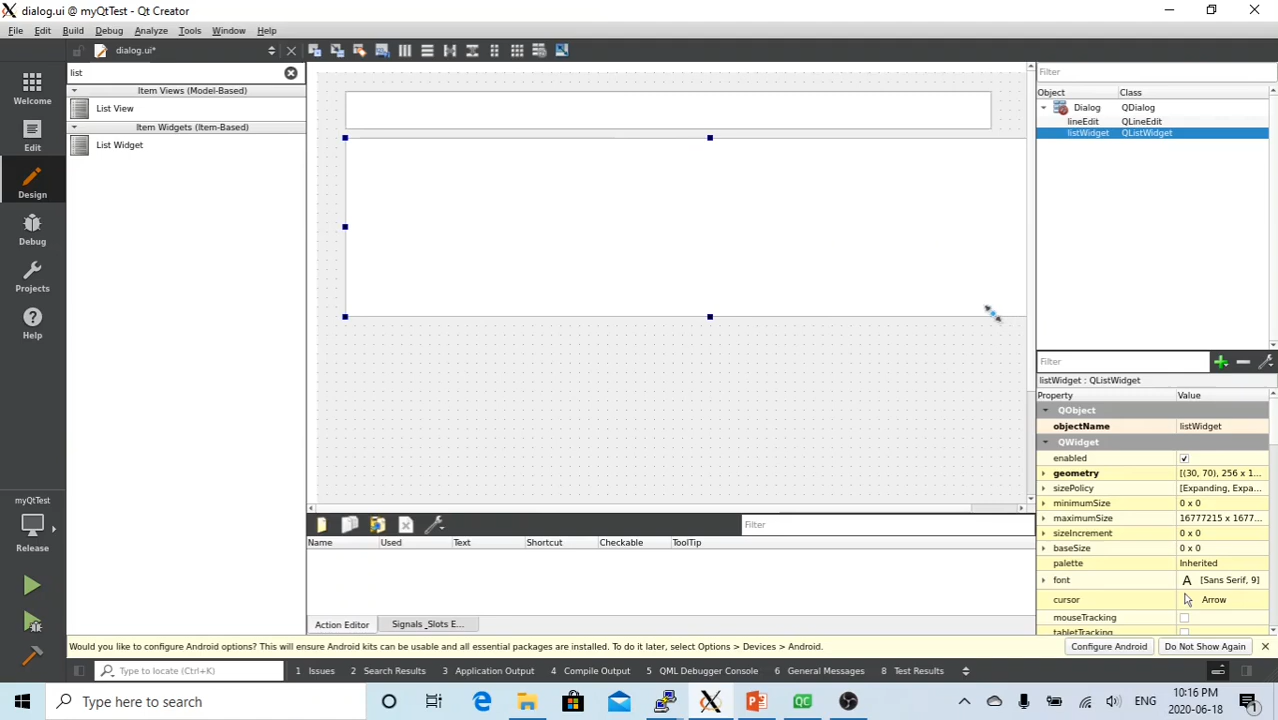 dialog.ui @ myQtTest - Qt Creator
File Edit Build Debug Analyze Tools Window Help
dialog.ui*
list
Filter
Item Views (Model-Based)
List View
Item Widgets (Item-Based)
List Widget
Welcome
Edit
Design
Debug
Projects
Help
myQtTest
Release
Object Class
Dialog QDialog
lineEdit QLineEdit
listWidget QListWidget
Filter
listWidget : QListWidget
Property Value
QObject
objectName listWidget
QWidget
enabled
geometry [(30, 70), 256 x 1...
sizePolicy [Expanding, Expa...
minimumSize 0 x 0
maximumSize 16777215 x 1677...
sizeIncrement 0 x 0
baseSize 0 x 0
palette Inherited
font A [Sans Serif, 9]
cursor Arrow
mouseTracking
tabletTracking
Filter
Name Used Text Shortcut Checkable ToolTip
Action Editor Signals _Slots E...
Would you like to configure Android options? This will ensure Android kits can be usable and all essential packages are installed. To do it later, select Options > Devices > Android.
Configure Android Do Not Show Again
Type to locate (Ctrl+K)
1 Issues 2 Search Results 3 Application Output 4 Compile Output 5 QML Debugger Console 6 General Messages 8 Test Results
Type here to search
ENG
10:16 PM
2020-06-18
1